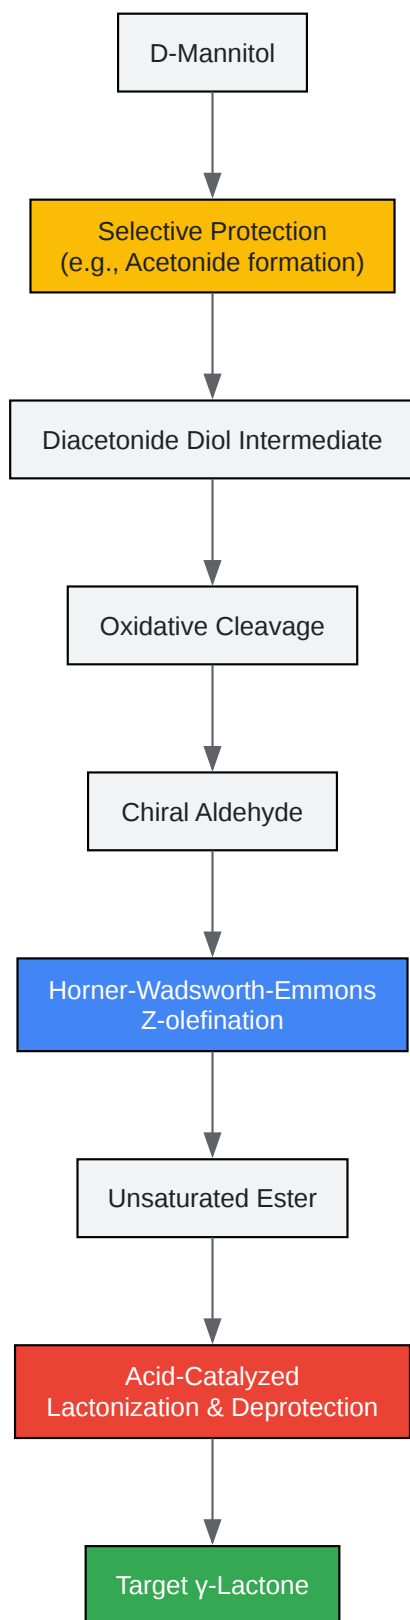 D-Mannitol
Selective Protection
(e.g., Acetonide formation)
Diacetonide Diol Intermediate
Oxidative Cleavage
Chiral Aldehyde
Horner-Wadsworth-Emmons
Z-olefination
Unsaturated Ester
Acid-Catalyzed
Lactonization & Deprotection
Target γ-Lactone